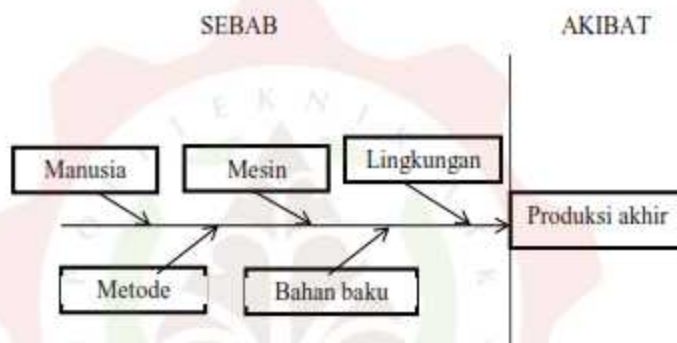 SEBAB
AKIBAT
Manusia
Mesin
Lingkungan
Produksi akhir
Metode
Bahan baku